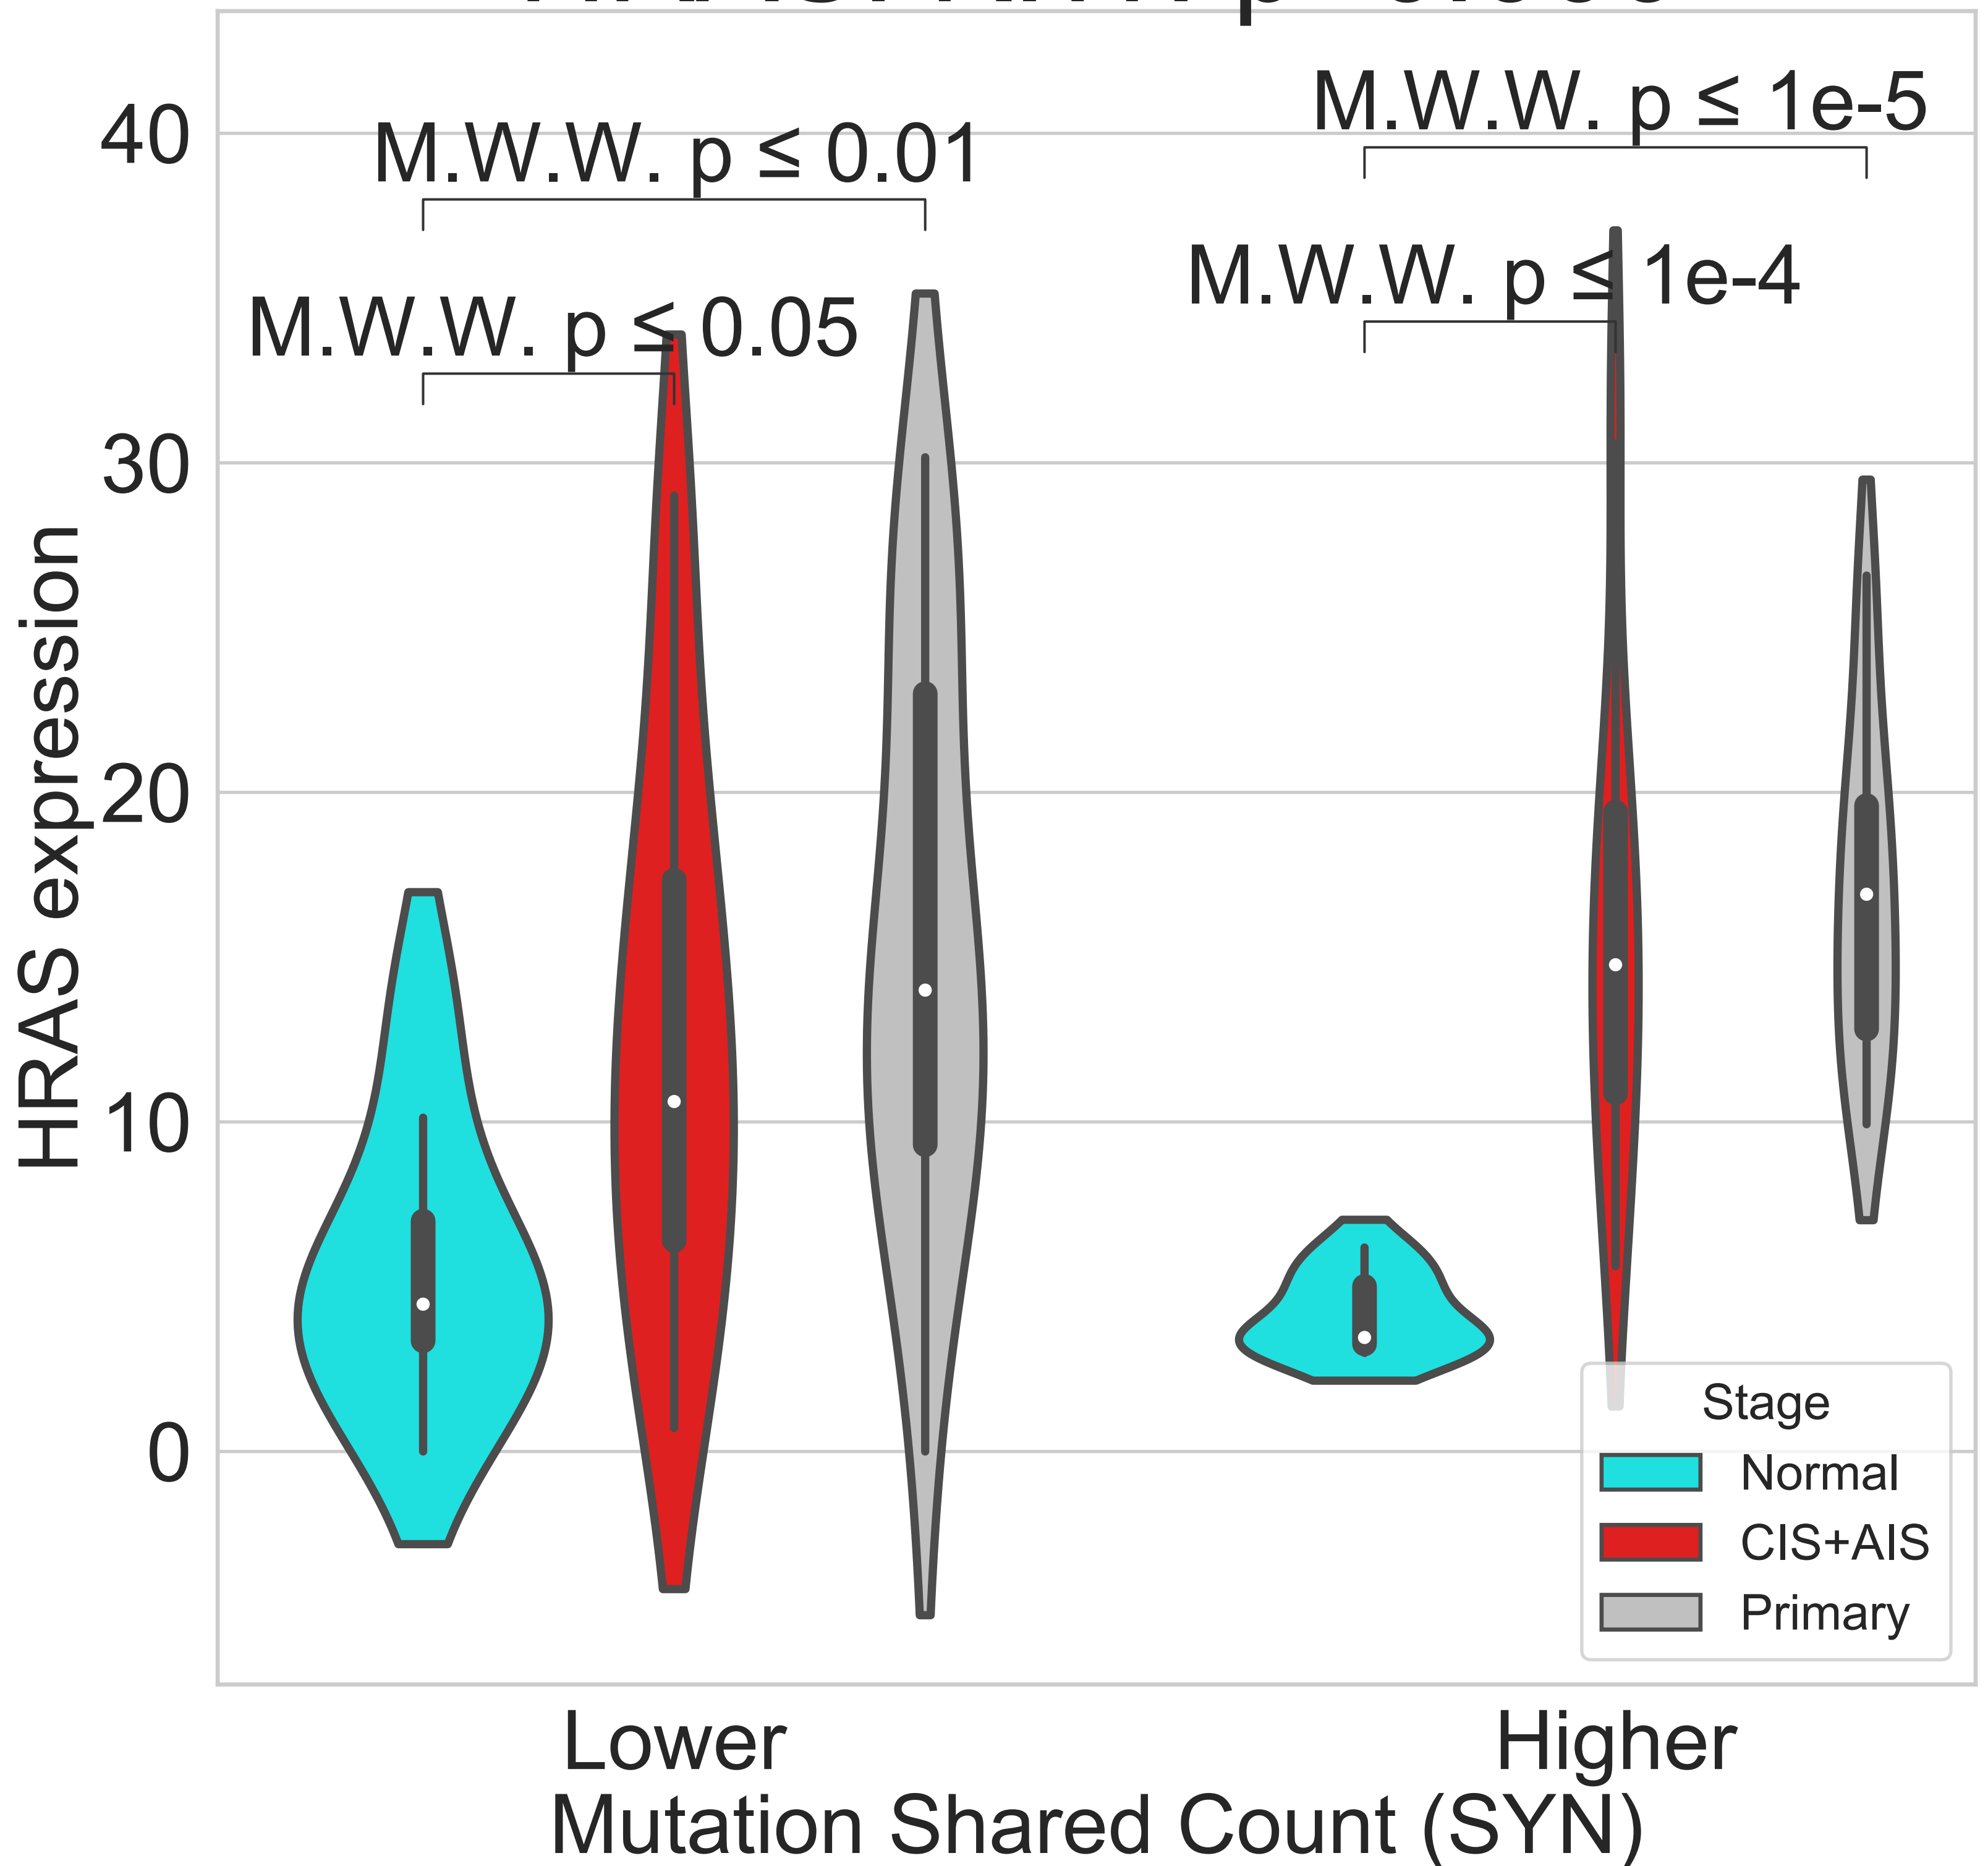 M.W.W. p ≤ 1e-5
M.W.W. p ≤ 0.01
M.W.W. p ≤ 1e-4
M.W.W. p ≤ 0.05
40
30
20
10
0
HRAS expression
Stage
Normal
CIS+AIS
Primary
Lower
Higher
Mutation Shared Count (SYN)